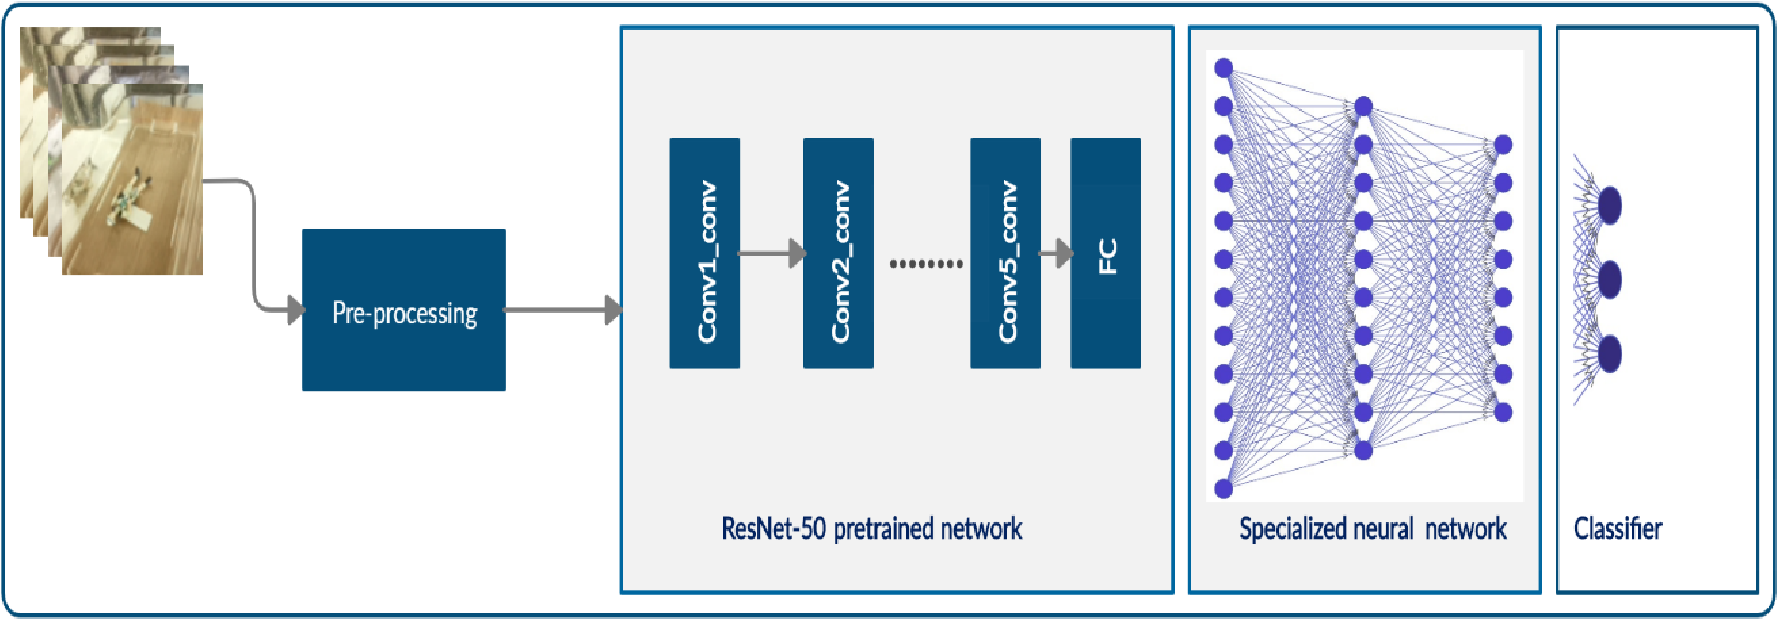 Pre-processing
Conv1_conv
Conv2_conv
........
Conv5_conv
FC
ResNet-50 pretrained network
Specialized neural network
Classifier